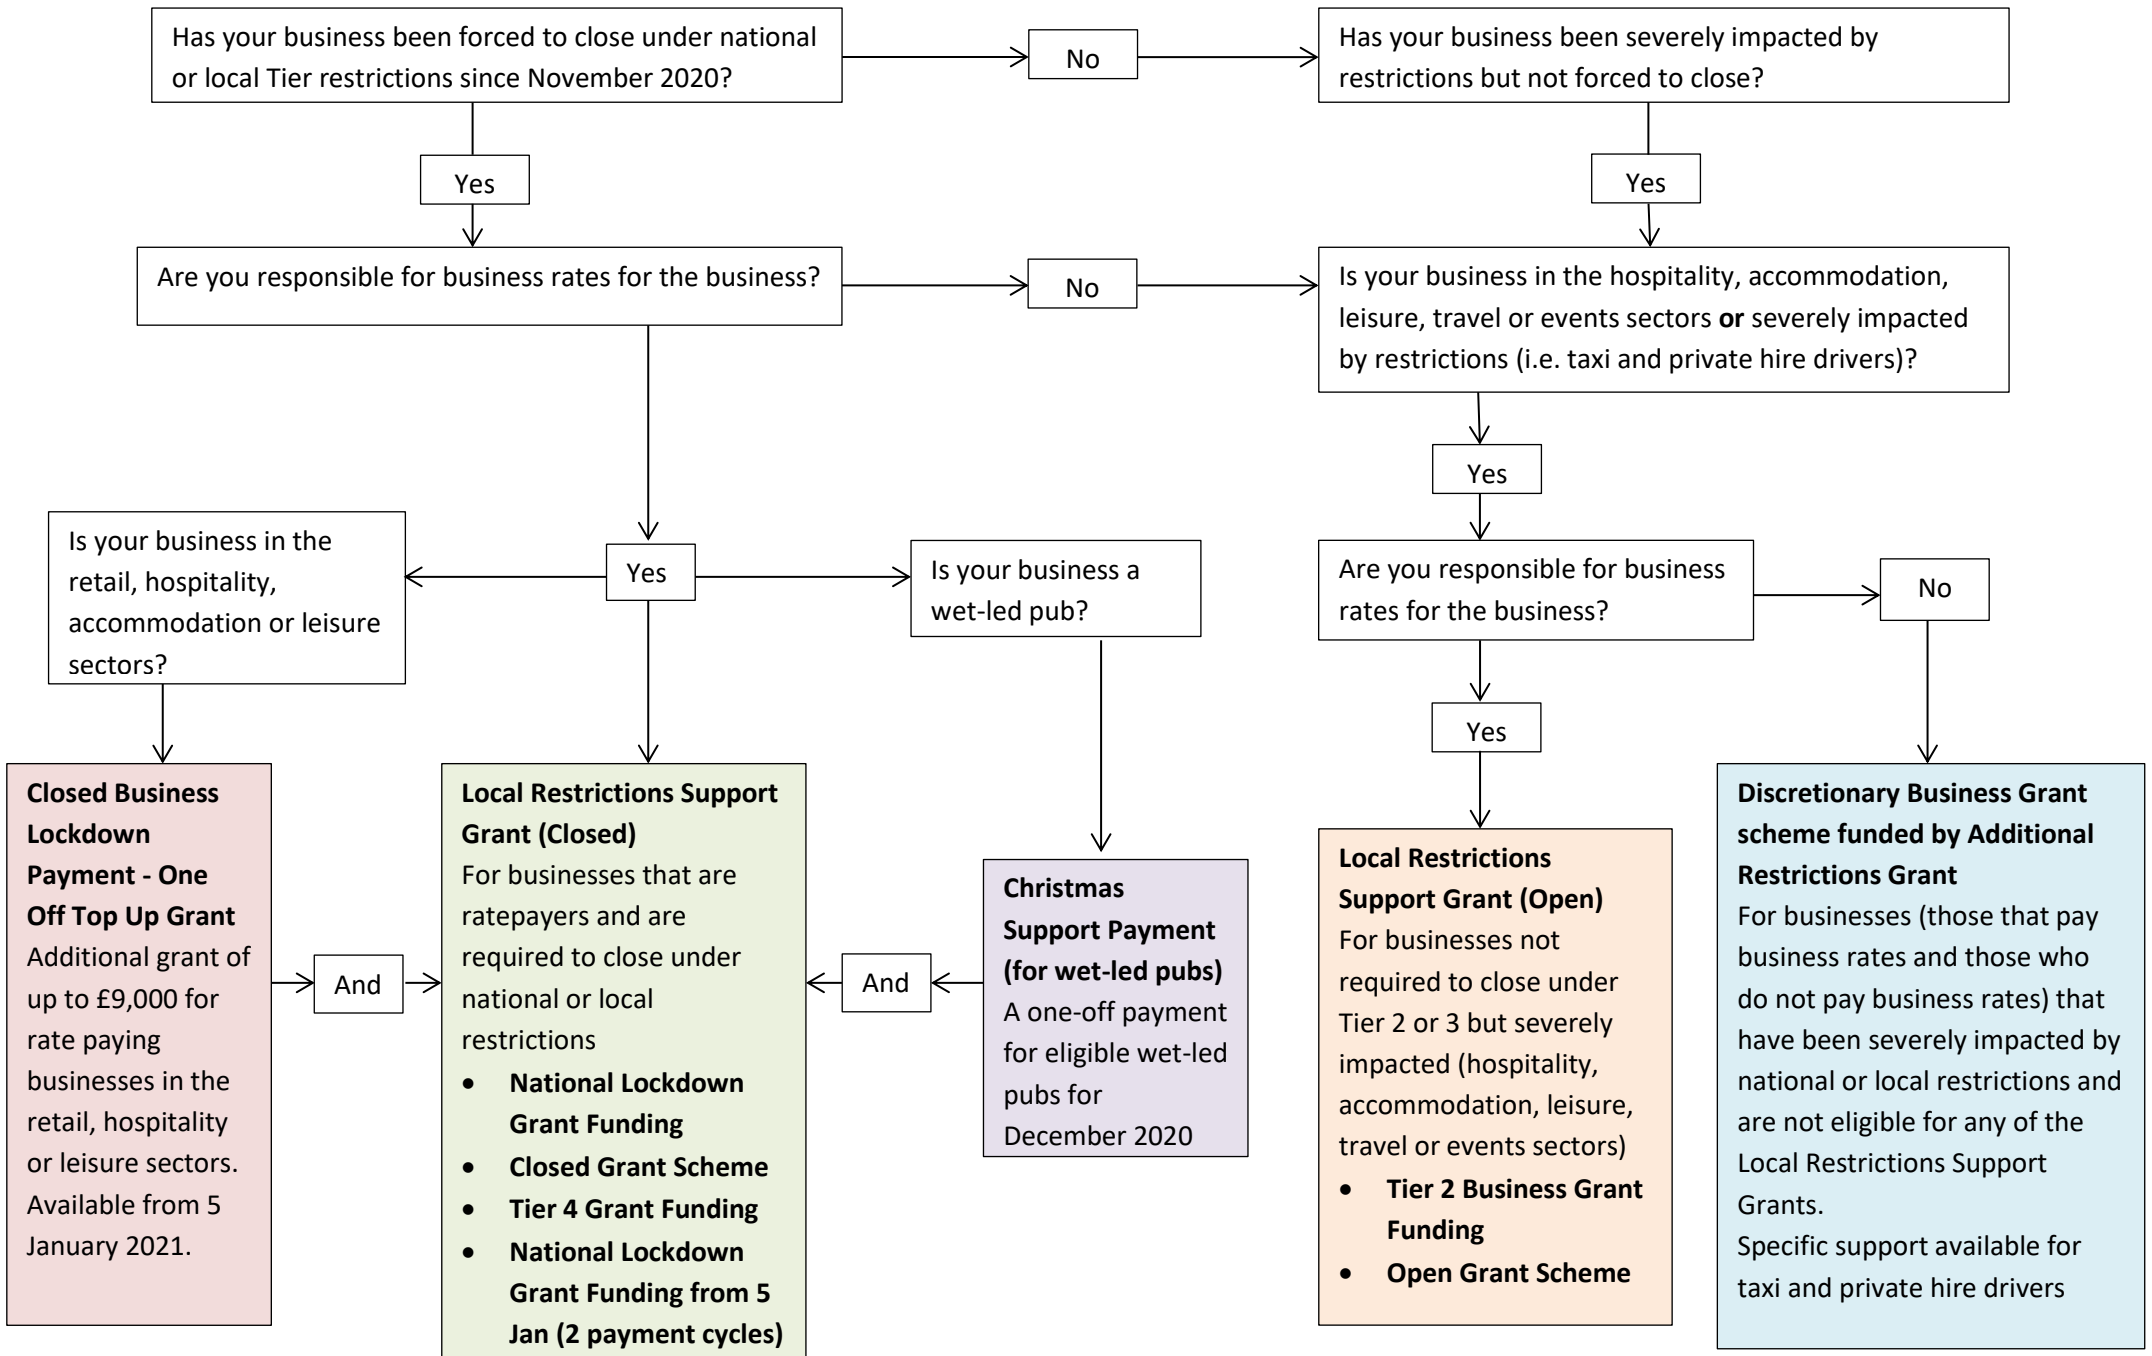 Has your business been forced to close under national
or local Tier restrictions since November 2020?
No
Has your business been severely impacted by
restrictions but not forced to close?
Yes
Yes
Are you responsible for business rates for the business?
No
Is your business in the hospitality, accommodation,
leisure, travel or events sectors or severely impacted
by restrictions (i.e. taxi and private hire drivers)?
Yes
Is your business in the
retail, hospitality,
accommodation or leisure
sectors?
Yes
Is your business a
wet-led pub?
Are you responsible for business
rates for the business?
No
Yes
Closed Business
Lockdown
Payment - One
Off Top Up Grant
Additional grant of
up to £9,000 for
rate paying
businesses in the
retail, hospitality
or leisure sectors.
Available from 5
January 2021.
And
Local Restrictions Support
Grant (Closed)
For businesses that are
ratepayers and are
required to close under
national or local
restrictions
• National Lockdown
Grant Funding
• Closed Grant Scheme
• Tier 4 Grant Funding
• National Lockdown
Grant Funding from 5
Jan (2 payment cycles)
And
Christmas
Support Payment
(for wet-led pubs)
A one-off payment
for eligible wet-led
pubs for
December 2020
Local Restrictions
Support Grant (Open)
For businesses not
required to close under
Tier 2 or 3 but severely
impacted (hospitality,
accommodation, leisure,
travel or events sectors)
• Tier 2 Business Grant
Funding
• Open Grant Scheme
Discretionary Business Grant
scheme funded by Additional
Restrictions Grant
For businesses (those that pay
business rates and those who
do not pay business rates) that
have been severely impacted by
national or local restrictions and
are not eligible for any of the
Local Restrictions Support
Grants.
Specific support available for
taxi and private hire drivers